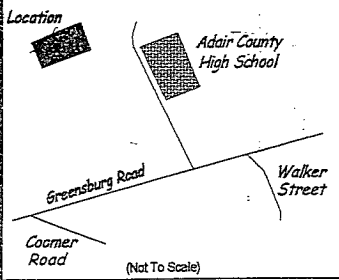 Location
Adair County
High School
Greensburg Road
Walker
Street
Coomer
Road
(Not To Scale)